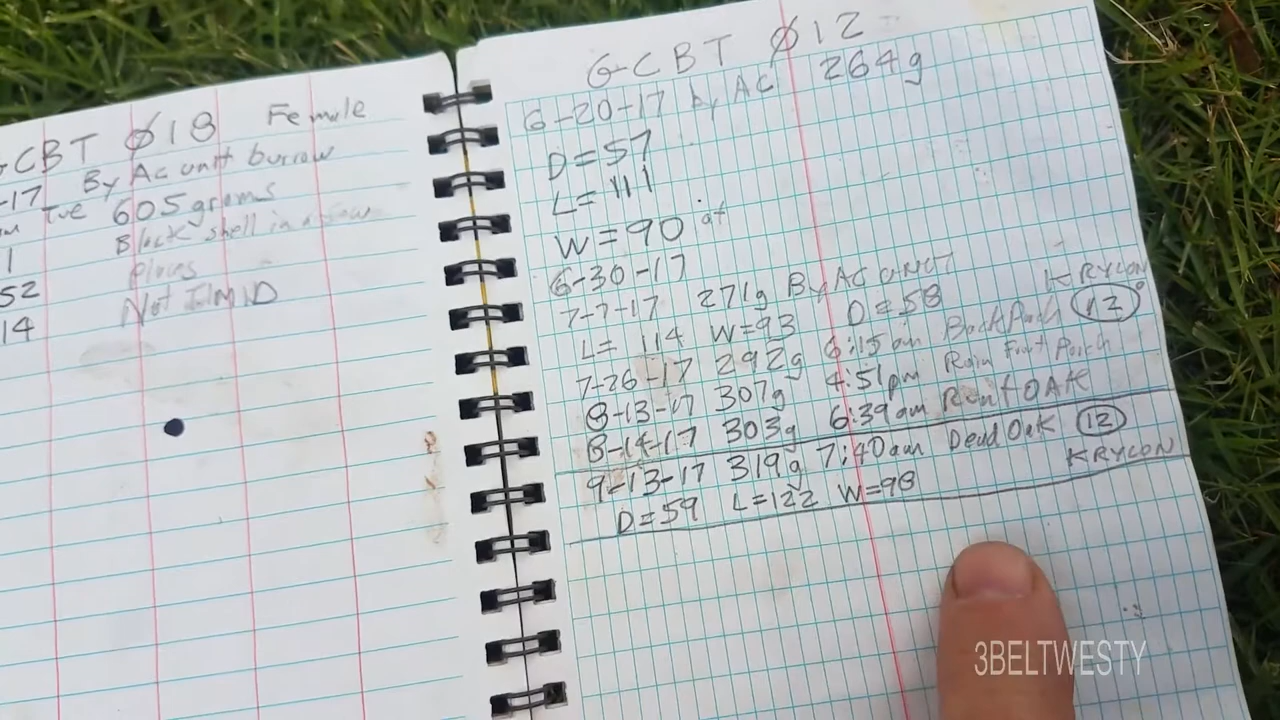 GCBT Ø18 Female
-17 By Ac unit burrow
Tue 605 grams
Black shell in a few
places
Not IN MIND
1
52
14
GCBT Ø12
6-20-17 by AC 264g
D=57
L=111
W=90
6-30-17
7-7-17 271g By AC UNIT
L= 114 W=93 D=58 KRYLON
7-26-17 292g 6:15 Back Porch 12
8-13-17 307g 4:51pm Rain Front Porch
8-14-17 303g 6:39am OAK
9-13-17 319g 7:40am Dead Oak 12
D=59 L=122 W=98 KRYLON
3BELTWESTY